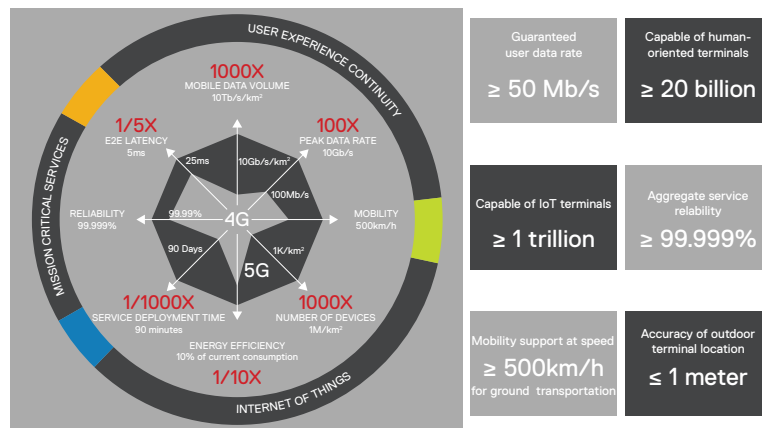 USER EXPERIENCE CONTINUITY
1000X
MOBILE DATA VOLUME
10Tb/s/km²
1/5X
E2E LATENCY
5ms
100X
PEAK DATA RATE
10Gb/s
25ms
10Gb/s/km²
100Mb/s
MISSION CRITICAL SERVICES
RELIABILITY
99.999%
99.99%
4G
MOBILITY
500km/h
90 Days
1K/km²
5G
1/1000X
SERVICE DEPLOYMENT TIME
90 minutes
1000X
NUMBER OF DEVICES
1M/km²
ENERGY EFFICIENCY
10% of current consumption
1/10X
INTERNET OF THINGS
Guaranteed
user data rate
≥ 50 Mb/s
Capable of human-
oriented terminals
≥ 20 billion
Capable of IoT terminals
≥ 1 trillion
Aggregate service
relability
≥ 99.999%
Mobility support at speed
≥ 500km/h
for ground transportation
Accuracy of outdoor
terminal location
≤ 1 meter